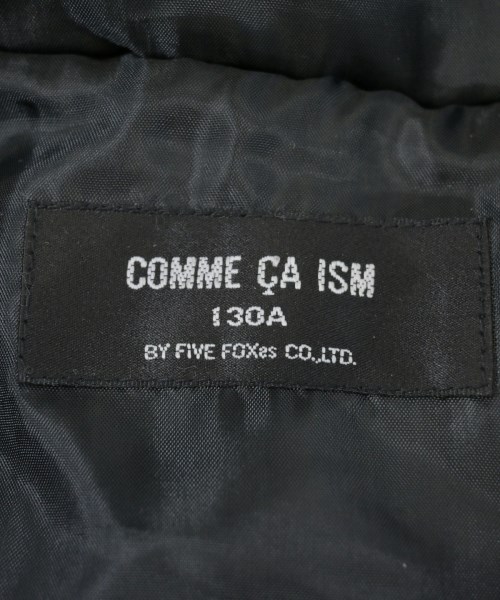 COMME ÇA ISM
130A
BY FIVE FOXes CO.,LTD.